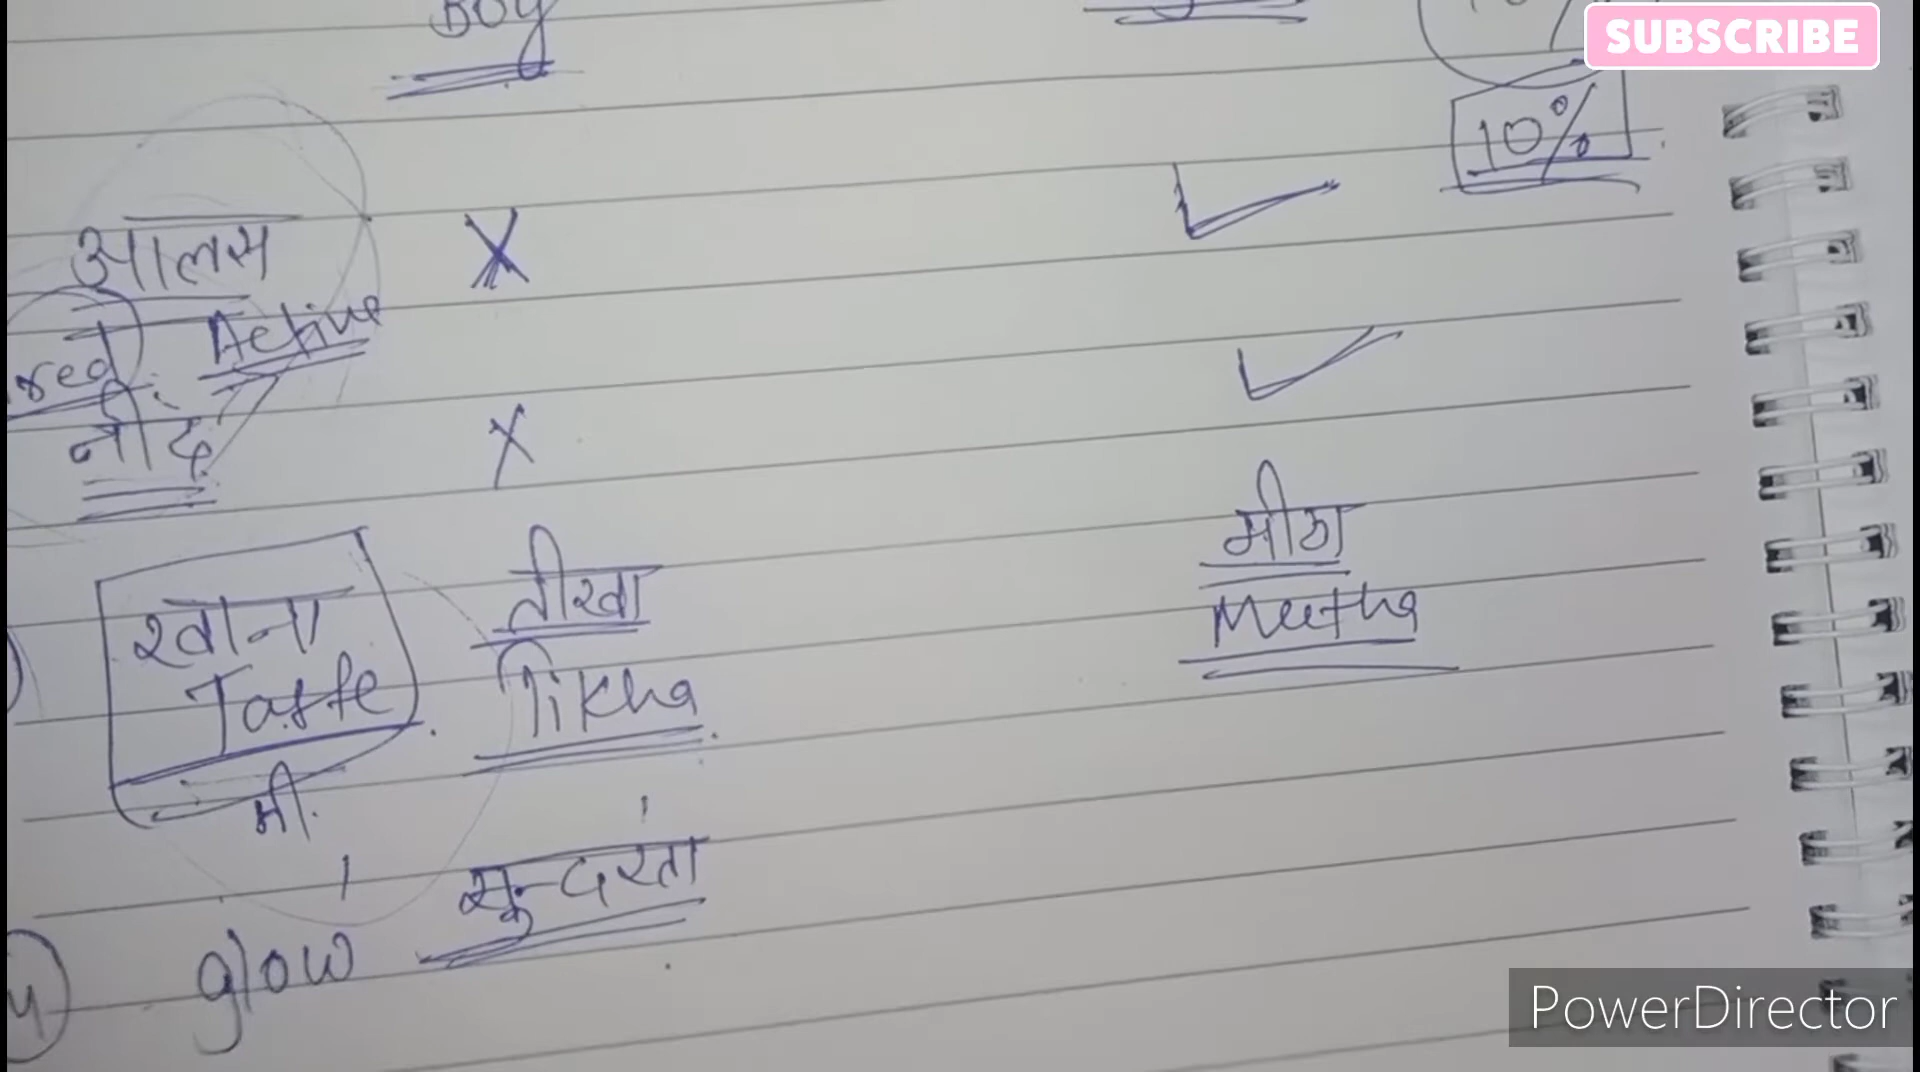 Boy
SUBSCRIBE
10%
आलस
Active
नींद
खाना
Taste
तीखा
Tikha
मीठा
Meetha
मी.
glow सुन्दरता
PowerDirector